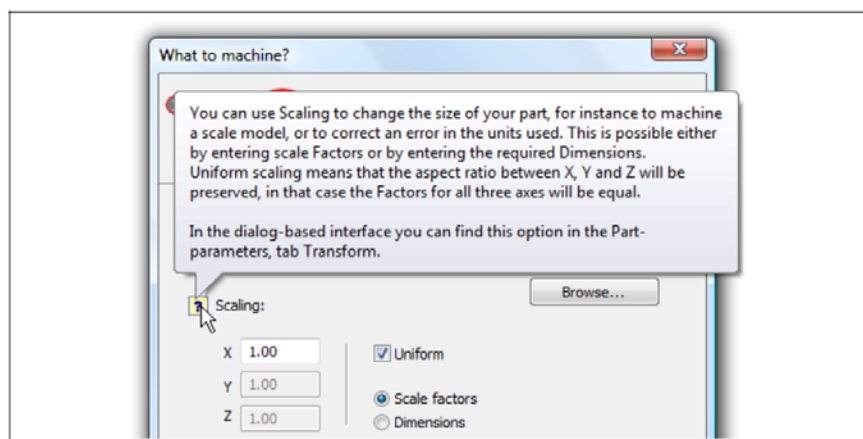 What to machine?
You can use Scaling to change the size of your part, for instance to machine
a scale model, or to correct an error in the units used. This is possible either
by entering scale Factors or by entering the required Dimensions.
Uniform scaling means that the aspect ratio between X, Y and Z will be
preserved, in that case the Factors for all three axes will be equal.
In the dialog-based interface you can find this option in the Part-
parameters, tab Transform.
Browse...
? Scaling:
X 1.00 Uniform
Y 1.00
Scale factors
Z 1.00
Dimensions